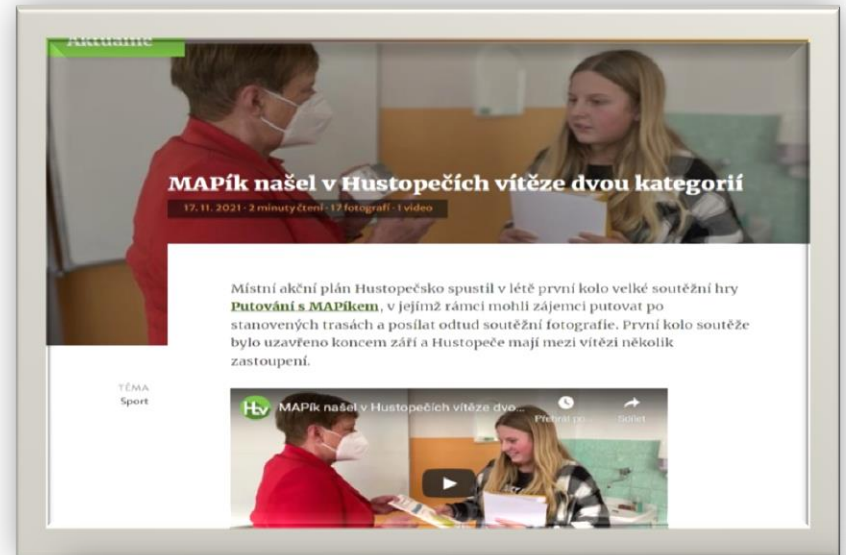 Aktuálně
MAPík našel v Hustopečích vítěze dvou kategorií
17. 11. 2021 · 2 minuty čtení · 17 fotografí · 1 video
Místní akční plán Hustopečsko spustil v létě první kolo velké soutěžní hry
Putování s MAPíkem, v jejímž rámci mohli zájemci putovat po
stanovených trasách a posílat odtud soutěžní fotografie. První kolo soutěže
bylo uzavřeno koncem září a Hustopeče mají mezi vítězi několik
zastoupení.
TÉMA
Sport
Htv MAPík našel v Hustopečích vítěze dvo...
Přehrát po...
Sdílet